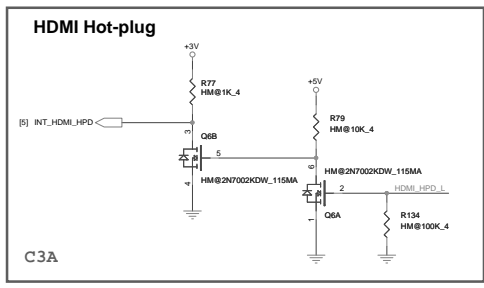 HDMI Hot-plug
+3V
R77
HM@1K_4
+5V
[5] INT_HDMI_HPD
R79
HM@10K_4
3
Q6B
5
4
HM@2N7002KDW_115MA
6
HM@2N7002KDW_115MA
2
HDMI_HPD_L
1
Q6A
R134
HM@100K_4
C3A